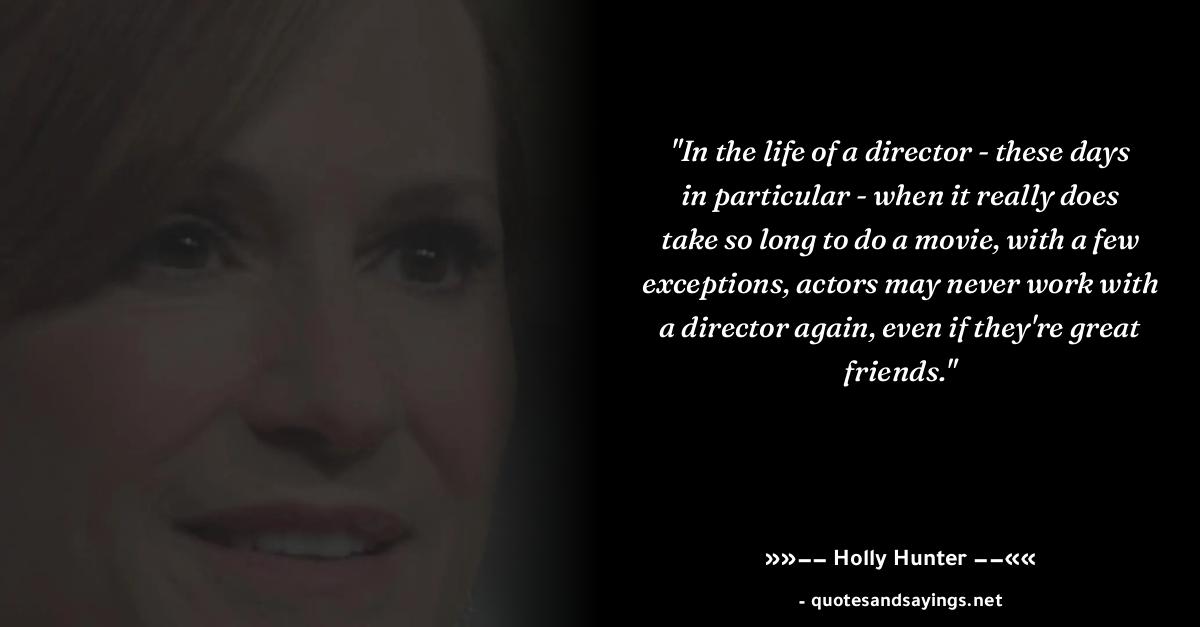 "In the life of a director - these days
in particular - when it really does
take so long to do a movie, with a few
exceptions, actors may never work with
a director again, even if they're great
friends."
»»−− Holly Hunter −−««
- quotesandsayings.net